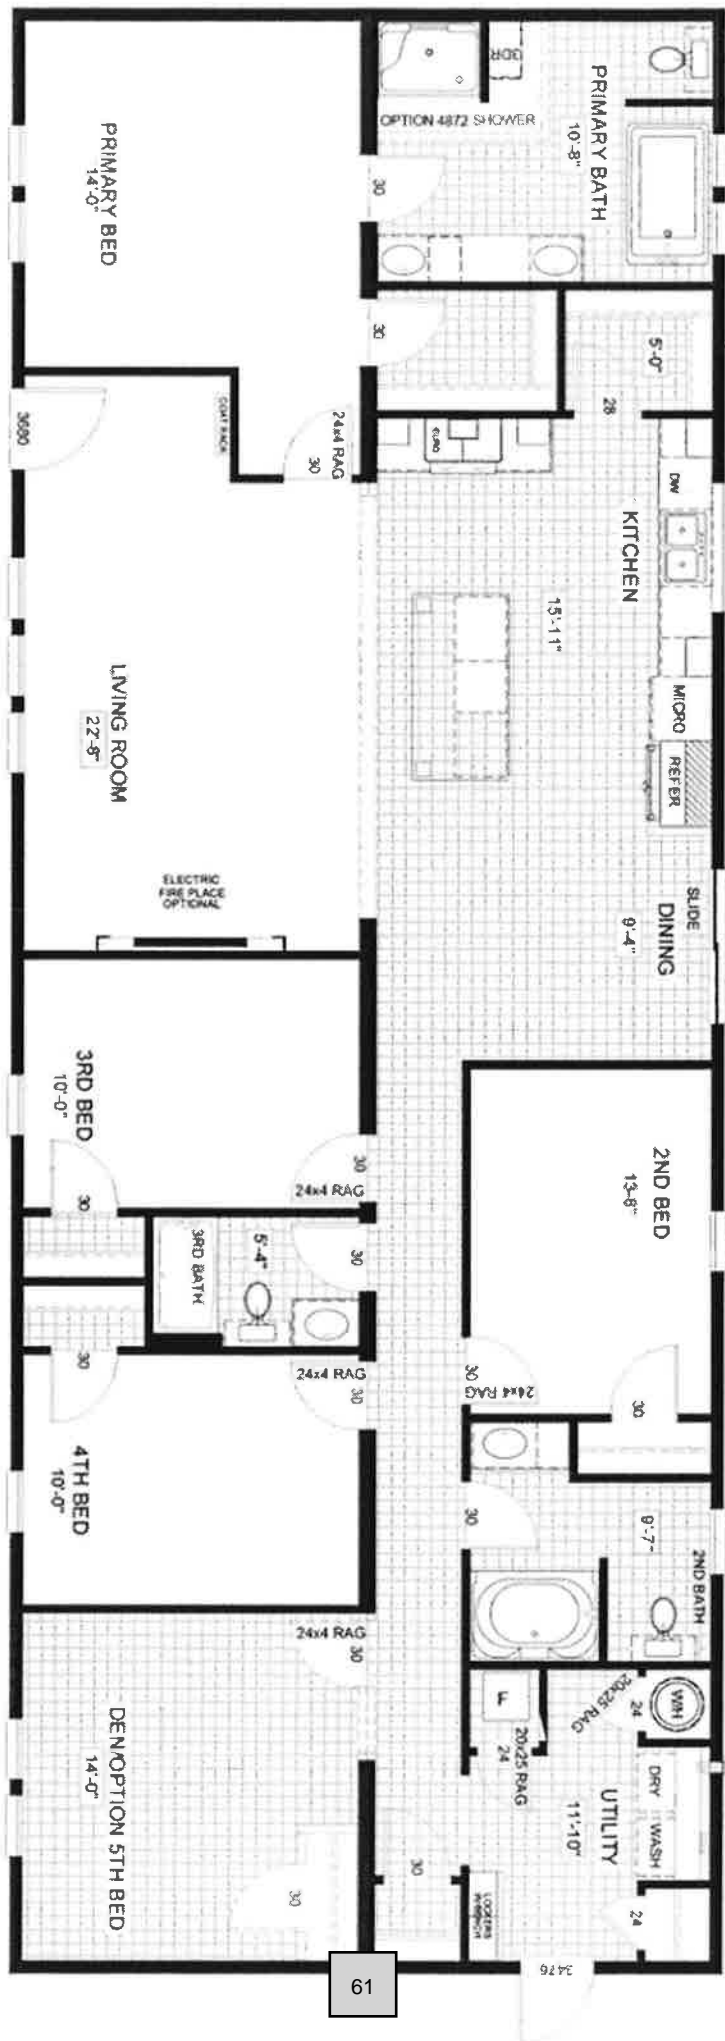 3DR
PRIMARY BATH
10'-8"
OPTION 4872 SHOWER
PRIMARY BED
14'-0"
30
30
5'-0"
28
3680
COAT RACK
24x4 RAG
30
EURO
DW
KITCHEN
15'-11"
MICRO
REFER
LIVING ROOM
22'-8"
ELECTRIC
FIRE PLACE
OPTIONAL
SLIDE
DINING
9'-4"
3RD BED
10'-0"
30
24x4 RAG
30
2ND BED
13'-8"
30
24x4 RAG
30
3RD BATH
5'-4"
30
30
24x4 RAG
30
4TH BED
10'-0"
30
9'-7"
2ND BATH
24x4 RAG
30
DEN/OPTION 5TH BED
14'-0"
30
F
20x25 RAG
24
20x25 RAG
24
W/H
DRY
WASH
UTILITY
11'-10"
30
LOCKERS
24
3476
61